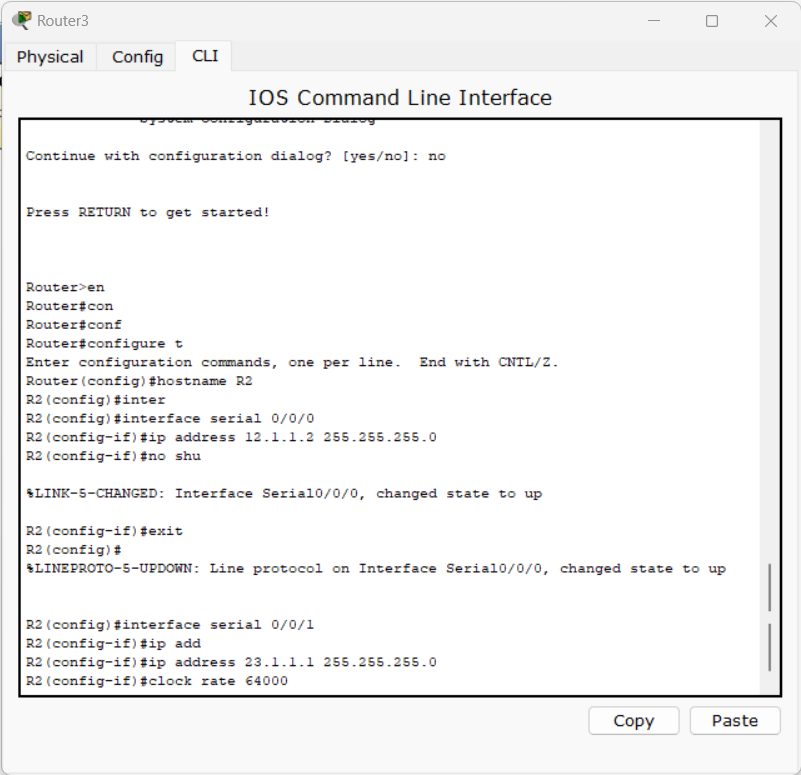 Router3
Physical Config CLI
IOS Command Line Interface
System Configuration Dialog
Continue with configuration dialog? [yes/no]: no
Press RETURN to get started!
Router>en
Router#con
Router#conf
Router#configure t
Enter configuration commands, one per line.  End with CNTL/Z.
Router(config)#hostname R2
R2(config)#inter
R2(config)#interface serial 0/0/0
R2(config-if)#ip address 12.1.1.2 255.255.255.0
R2(config-if)#no shu
%LINK-5-CHANGED: Interface Serial0/0/0, changed state to up
R2(config-if)#exit
R2(config)#
%LINEPROTO-5-UPDOWN: Line protocol on Interface Serial0/0/0, changed state to up
R2(config)#interface serial 0/0/1
R2(config-if)#ip add
R2(config-if)#ip address 23.1.1.1 255.255.255.0
R2(config-if)#clock rate 64000
Copy Paste